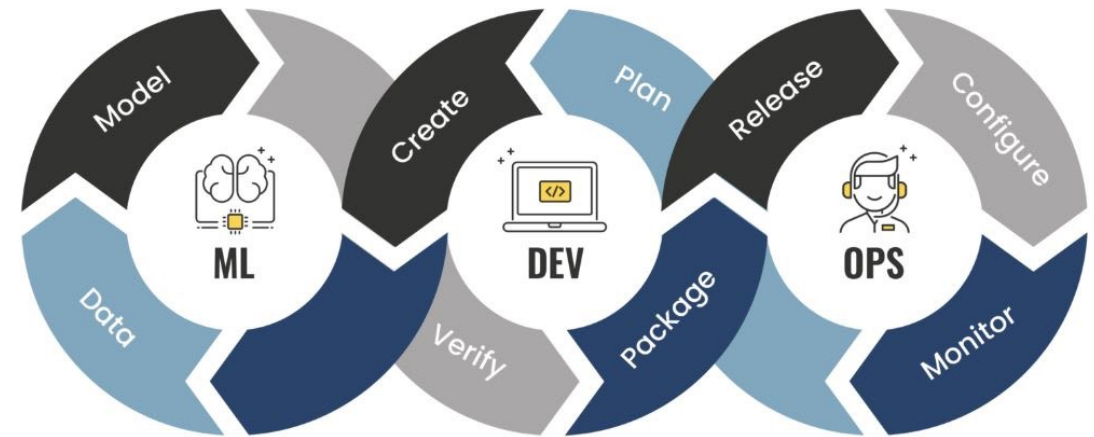 Model
Data
ML
Create
Plan
Verify
Package
DEV
</>
Release
Configure
Monitor
OPS